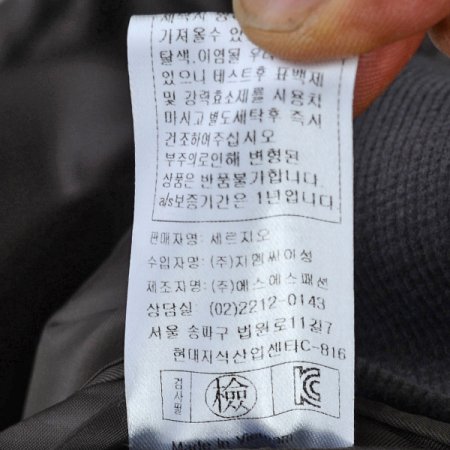 가져올수 있
탈색,이염될 우려
있으니 테스트후 표백제
및 강력효소세를 사용치
마시고 별도세탁후 즉시
건조하여주십시오
부주의로인해 변형된
상품은 반품불가합니다.
a/s보증기간은 1년입니다.
판매자명: 세르지오
수입자명: (주)지엠씨이성
제조자명: (주)에스에스패션
상담실 (02)2212-0143
서울 송파구 법원로11길7
현대지식산업센타C-816
검사필 檢
Made In Vietnam